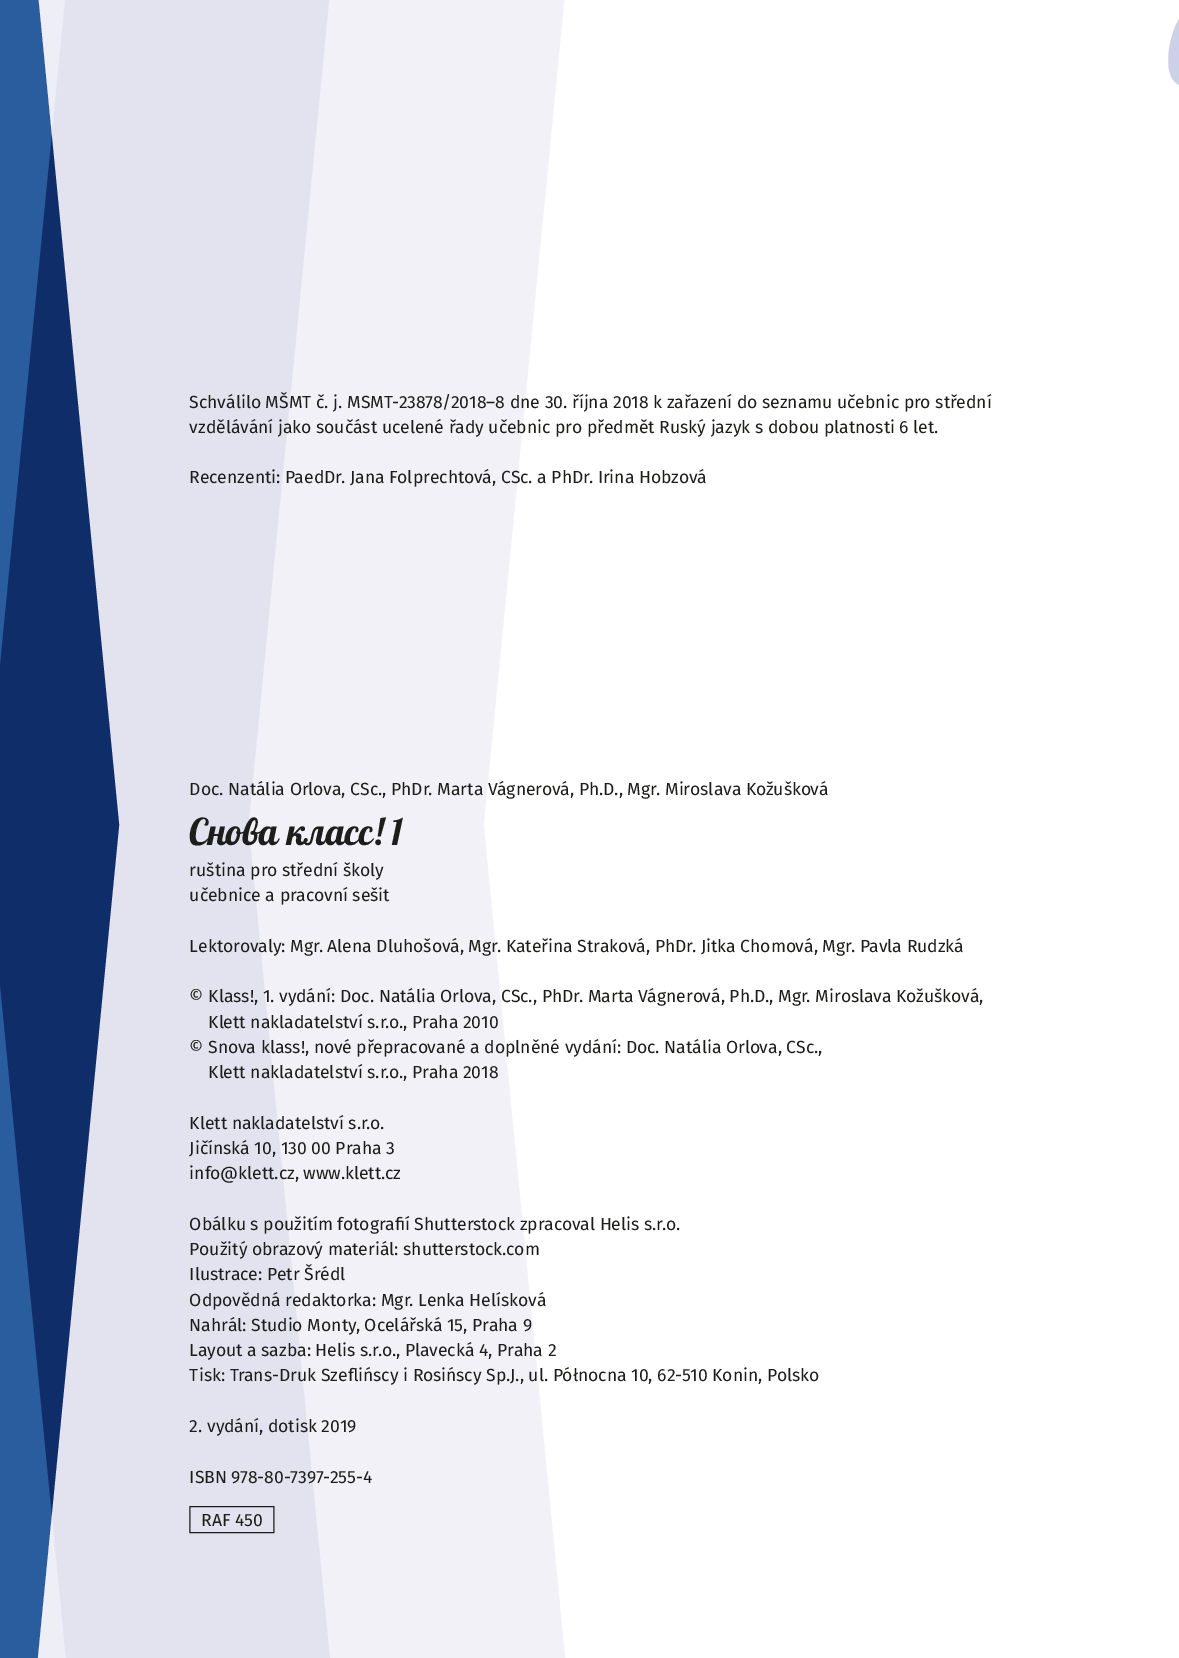 Schválilo MŠMT č. j. MSMT-23878/2018–8 dne 30. října 2018 k zařazení do seznamu učebnic pro střední
vzdělávání jako součást ucelené řady učebnic pro předmět Ruský jazyk s dobou platnosti 6 let.
Recenzenti: PaedDr. Jana Folprechtová, CSc. a PhDr. Irina Hobzová
Doc. Natália Orlova, CSc., PhDr. Marta Vágnerová, Ph.D., Mgr. Miroslava Kožušková
Снова класс! 1
ruština pro střední školy
učebnice a pracovní sešit
Lektorovaly: Mgr. Alena Dluhošová, Mgr. Kateřina Straková, PhDr. Jitka Chomová, Mgr. Pavla Rudzká
© Klass!, 1. vydání: Doc. Natália Orlova, CSc., PhDr. Marta Vágnerová, Ph.D., Mgr. Miroslava Kožušková,
Klett nakladatelství s.r.o., Praha 2010
© Snova klass!, nové přepracované a doplněné vydání: Doc. Natália Orlova, CSc.,
Klett nakladatelství s.r.o., Praha 2018
Klett nakladatelství s.r.o.
Jičínská 10, 130 00 Praha 3
info@klett.cz, www.klett.cz
Obálku s použitím fotografií Shutterstock zpracoval Helis s.r.o.
Použitý obrazový materiál: shutterstock.com
Ilustrace: Petr Šrédl
Odpovědná redaktorka: Mgr. Lenka Helísková
Nahrál: Studio Monty, Ocelářská 15, Praha 9
Layout a sazba: Helis s.r.o., Plavecká 4, Praha 2
Tisk: Trans-Druk Szeflińscy i Rosińscy Sp.J., ul. Północna 10, 62-510 Konin, Polsko
2. vydání, dotisk 2019
ISBN 978-80-7397-255-4
RAF 450